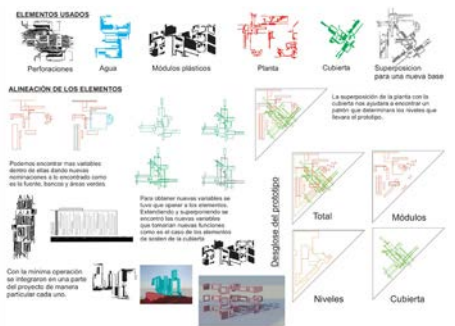 ELEMENTOS USADOS
Perforaciones
Agua
Módulos plásticos
Planta
Cubierta
Superposicion
para una nueva base
ALINEACIÓN DE LOS ELEMENTOS
La superposición de la planta con la
cubierta nos ayudara a encontrar un
patrón que determinara los niveles que
llevara el prototipo.
Podemos encontrar mas variables
dentro de ellas dando nuevas
nominaciones a lo encontrado como
es la fuente, bancos y áreas verdes.
Para obtener nuevas variables se
tuvo que operar a los elementos.
Extendiendo y superponiendo se
encontró las nuevas variables
que tomarían nuevas funciones
como es el caso de los elementos
de sosten de la cubierta
Desglose del prototipo
Total
Módulos
Con la mínima operación
se integraron en una parte
del proyecto de manera
particular cada uno.
Niveles
Cubierta